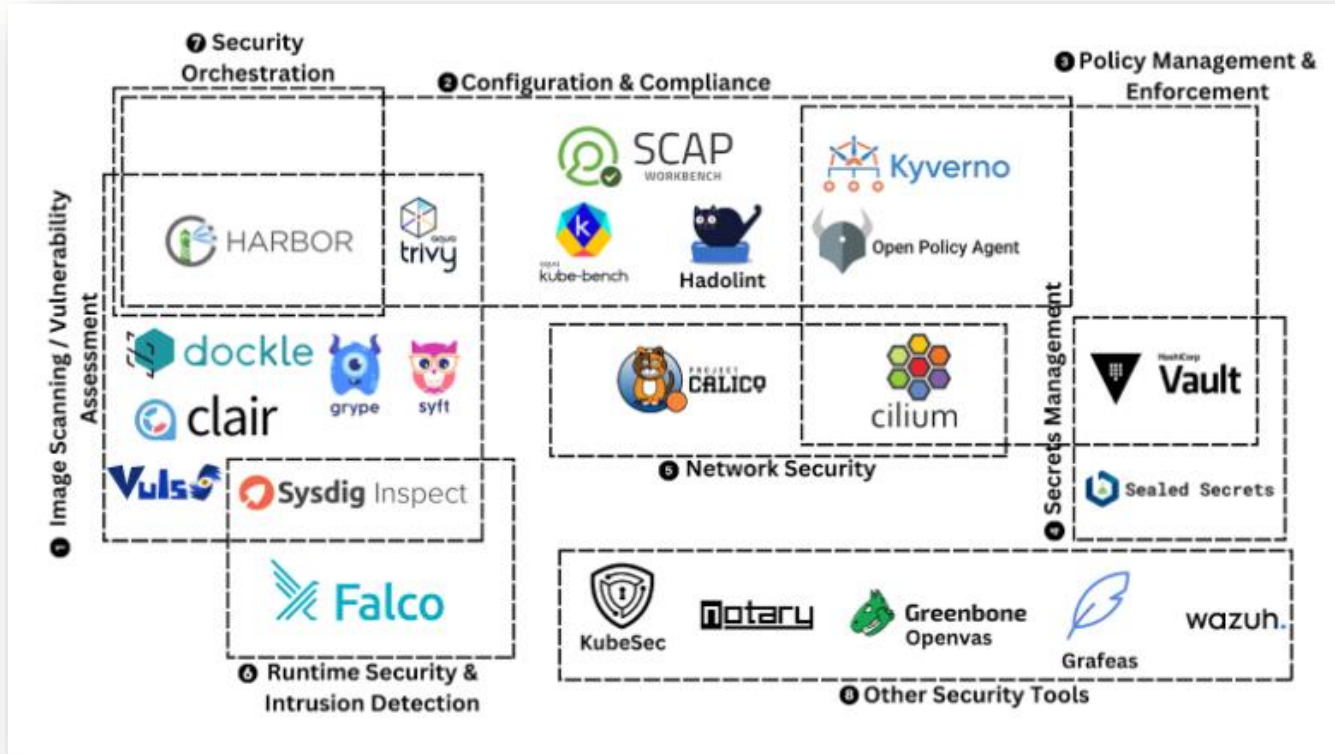 ❼ Security
Orchestration
❷ Configuration & Compliance
❸ Policy Management &
Enforcement
SCAP
WORKBENCH
Kyverno
HARBOR
aqua
trivy
k
aqua
kube-bench
Hadolint
Open Policy Agent
❶ Image Scanning / Vulnerability
Assessment
dockle
grype
syft
clair
Vuls
Sysdig Inspect
PROJECT
CALICO
cilium
❺ Network Security
❹ Secrets Management
HashiCorp
Vault
Sealed Secrets
Falco
❻ Runtime Security &
Intrusion Detection
KubeSec
notary
Greenbone
Openvas
Grafeas
wazuh.
❽ Other Security Tools